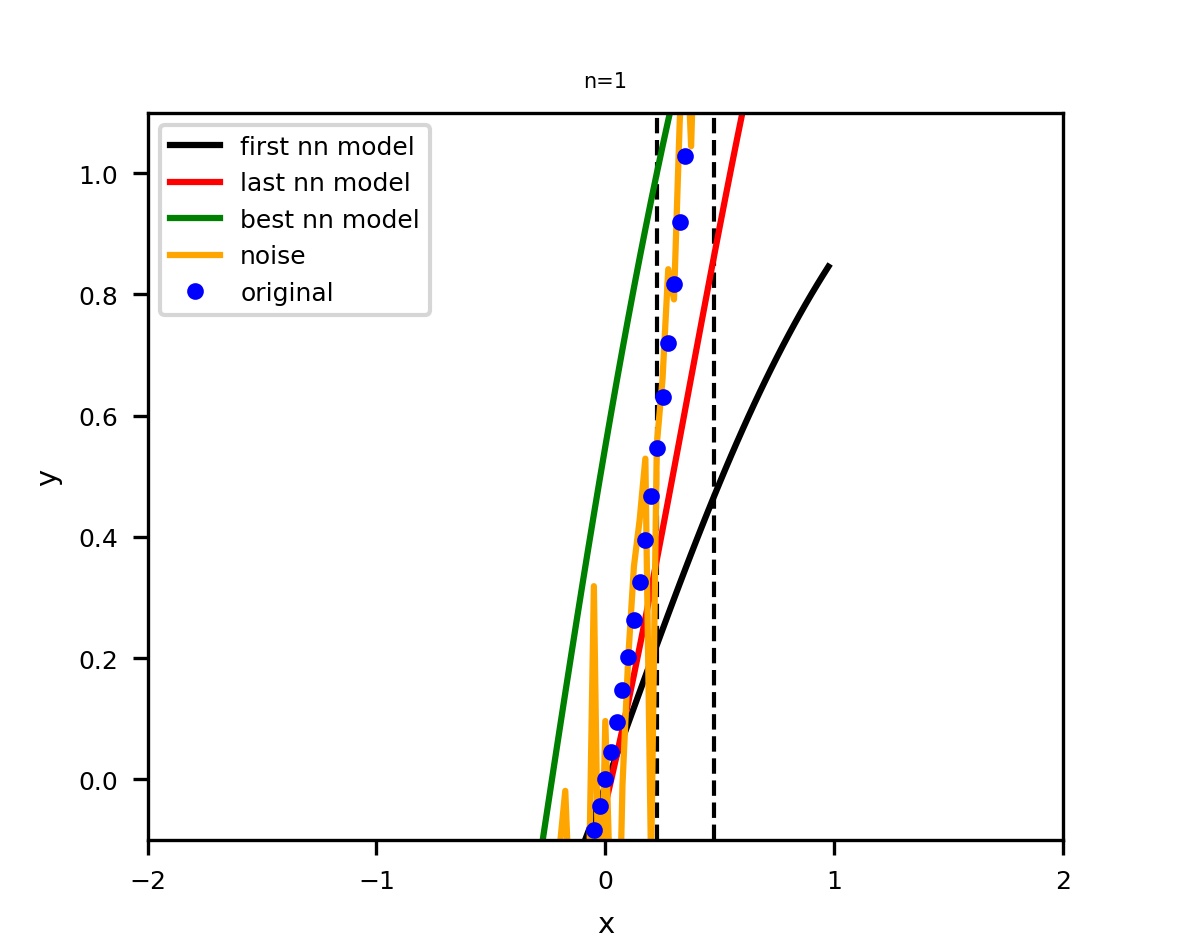 n=1
first nn model
last nn model
best nn model
noise
original
1.0
0.8
0.6
0.4
0.2
0.0
y
−2
−1
0
1
2
x